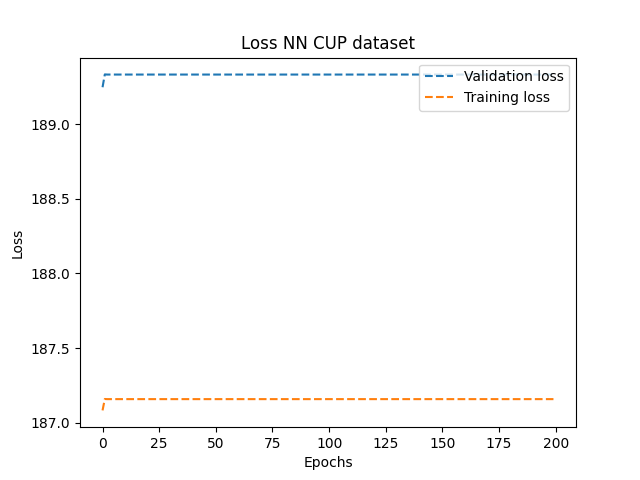 Loss NN CUP dataset
Validation loss
Training loss
189.0
188.5
188.0
187.5
187.0
Loss
0 25 50 75 100 125 150 175 200
Epochs